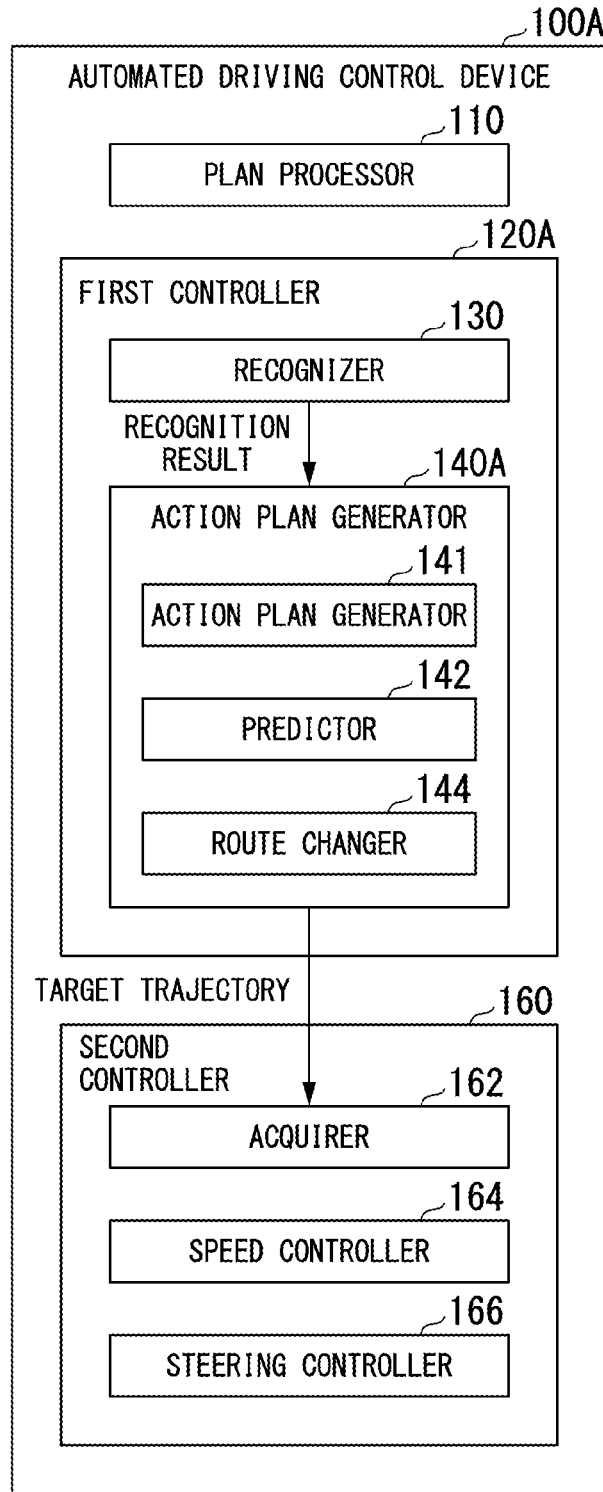 100A
AUTOMATED DRIVING CONTROL DEVICE
110
PLAN PROCESSOR
120A
FIRST CONTROLLER
130
RECOGNIZER
RECOGNITION
RESULT
140A
ACTION PLAN GENERATOR
141
ACTION PLAN GENERATOR
142
PREDICTOR
144
ROUTE CHANGER
TARGET TRAJECTORY
160
SECOND
CONTROLLER
162
ACQUIRER
164
SPEED CONTROLLER
166
STEERING CONTROLLER